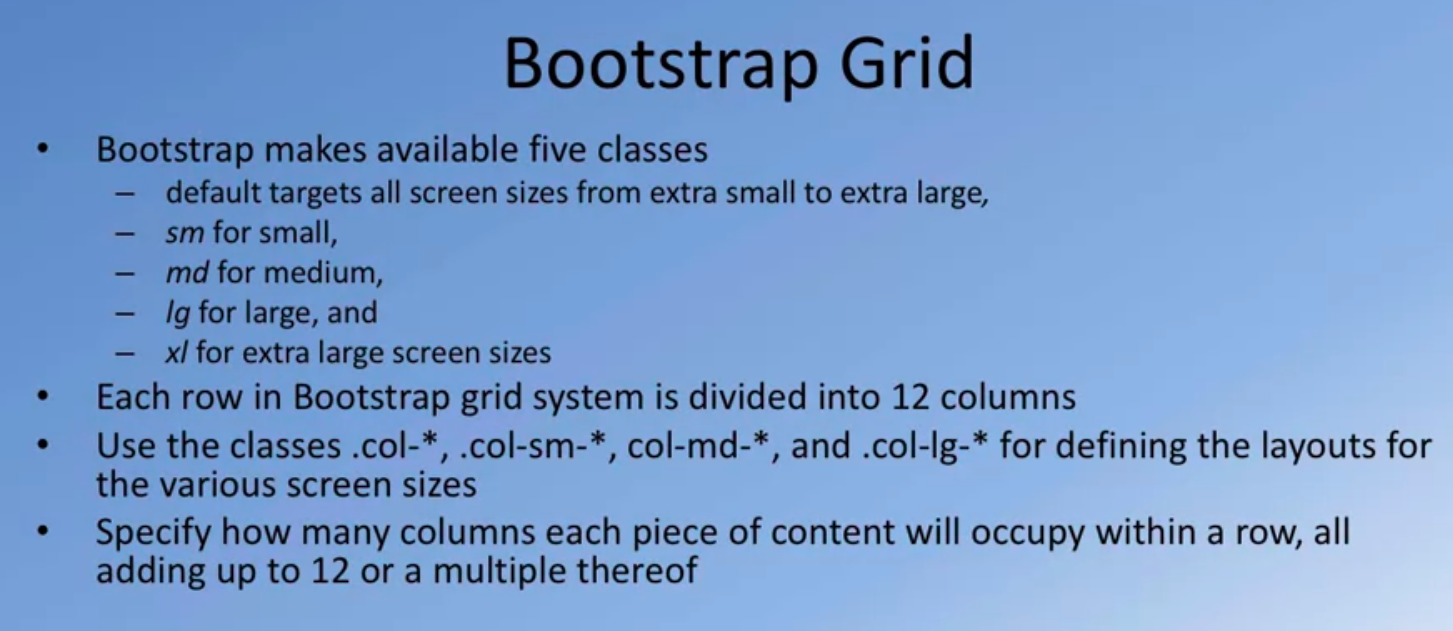 Bootstrap Grid
• Bootstrap makes available five classes
– default targets all screen sizes from extra small to extra large,
– sm for small,
– md for medium,
– lg for large, and
– xl for extra large screen sizes
• Each row in Bootstrap grid system is divided into 12 columns
• Use the classes .col-*, .col-sm-*, col-md-*, and .col-lg-* for defining the layouts for
the various screen sizes
• Specify how many columns each piece of content will occupy within a row, all
adding up to 12 or a multiple thereof